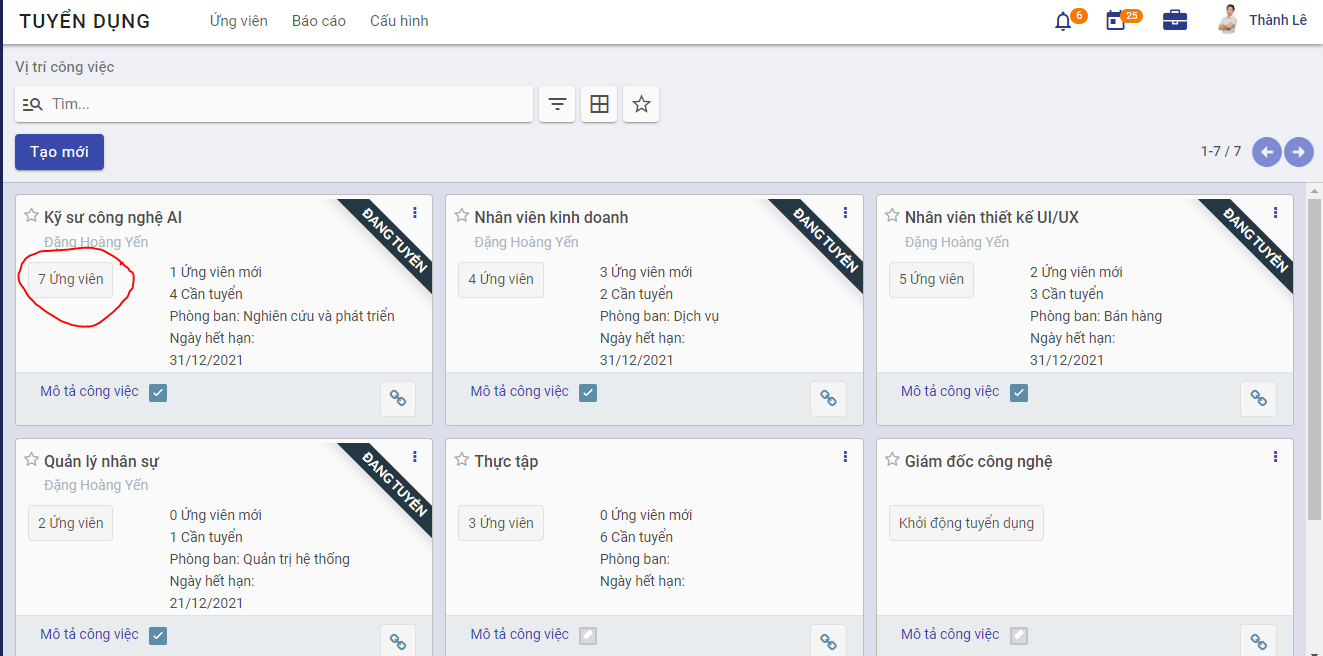 TUYỂN DỤNG Ứng viên Báo cáo Cấu hình 6 25 Thành Lê
Vị trí công việc
Tìm...
Tạo mới 1-7 / 7
Kỹ sư công nghệ AI
Đặng Hoàng Yến
ĐANG TUYỂN
7 Ứng viên
1 Ứng viên mới
4 Cần tuyển
Phòng ban: Nghiên cứu và phát triển
Ngày hết hạn:
31/12/2021
Mô tả công việc
Nhân viên kinh doanh
Đặng Hoàng Yến
ĐANG TUYỂN
4 Ứng viên
3 Ứng viên mới
2 Cần tuyển
Phòng ban: Dịch vụ
Ngày hết hạn:
31/12/2021
Mô tả công việc
Nhân viên thiết kế UI/UX
Đặng Hoàng Yến
ĐANG TUYỂN
5 Ứng viên
2 Ứng viên mới
3 Cần tuyển
Phòng ban: Bán hàng
Ngày hết hạn:
31/12/2021
Mô tả công việc
Quản lý nhân sự
Đặng Hoàng Yến
ĐANG TUYỂN
2 Ứng viên
0 Ứng viên mới
1 Cần tuyển
Phòng ban: Quản trị hệ thống
Ngày hết hạn:
21/12/2021
Mô tả công việc
Thực tập
3 Ứng viên
0 Ứng viên mới
6 Cần tuyển
Phòng ban:
Ngày hết hạn:
Mô tả công việc
Giám đốc công nghệ
Khởi động tuyển dụng
Mô tả công việc